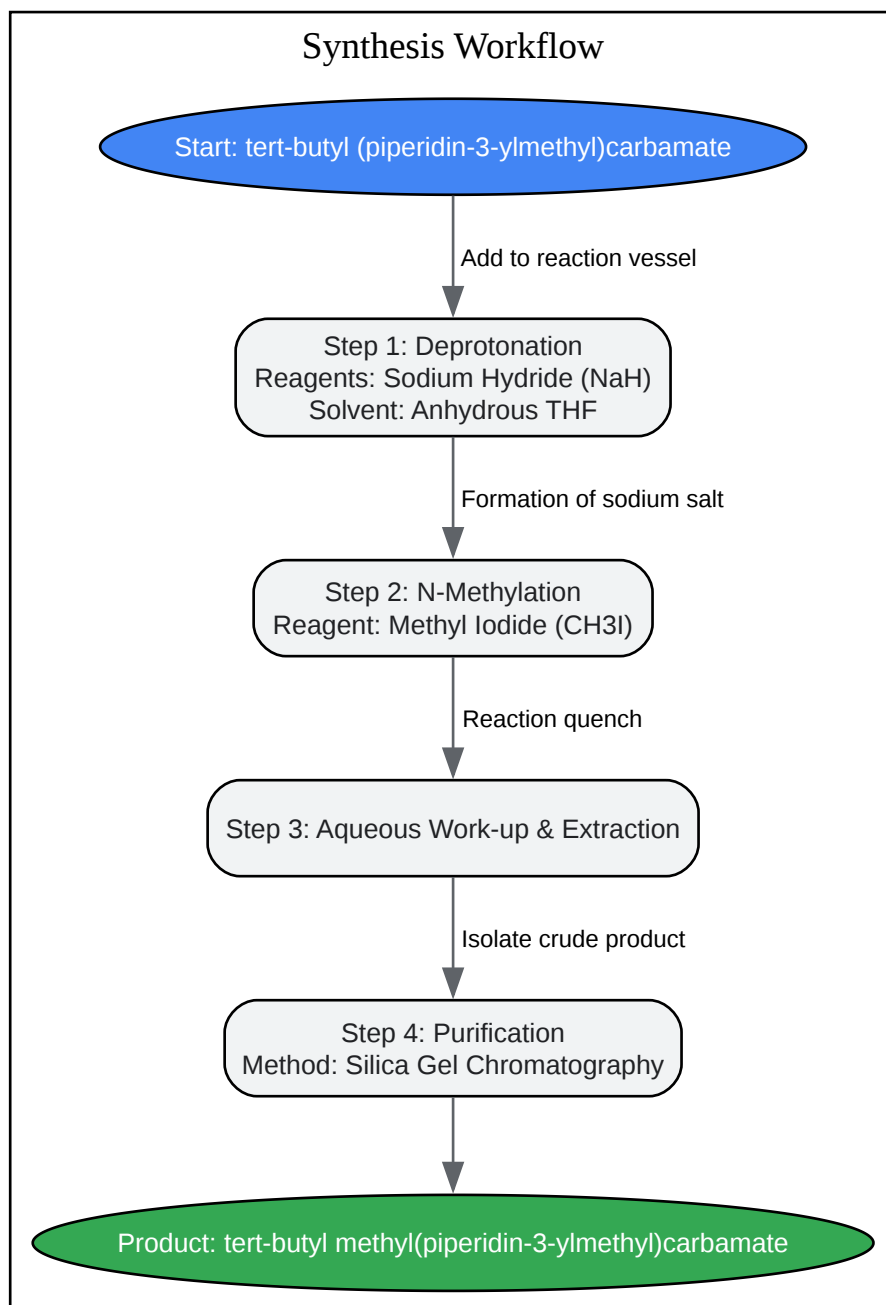 Synthesis Workflow
Start: tert-butyl (piperidin-3-ylmethyl)carbamate
Add to reaction vessel
Step 1: Deprotonation
Reagents: Sodium Hydride (NaH)
Solvent: Anhydrous THF
Formation of sodium salt
Step 2: N-Methylation
Reagent: Methyl Iodide (CH3I)
Reaction quench
Step 3: Aqueous Work-up & Extraction
Isolate crude product
Step 4: Purification
Method: Silica Gel Chromatography
Product: tert-butyl methyl(piperidin-3-ylmethyl)carbamate